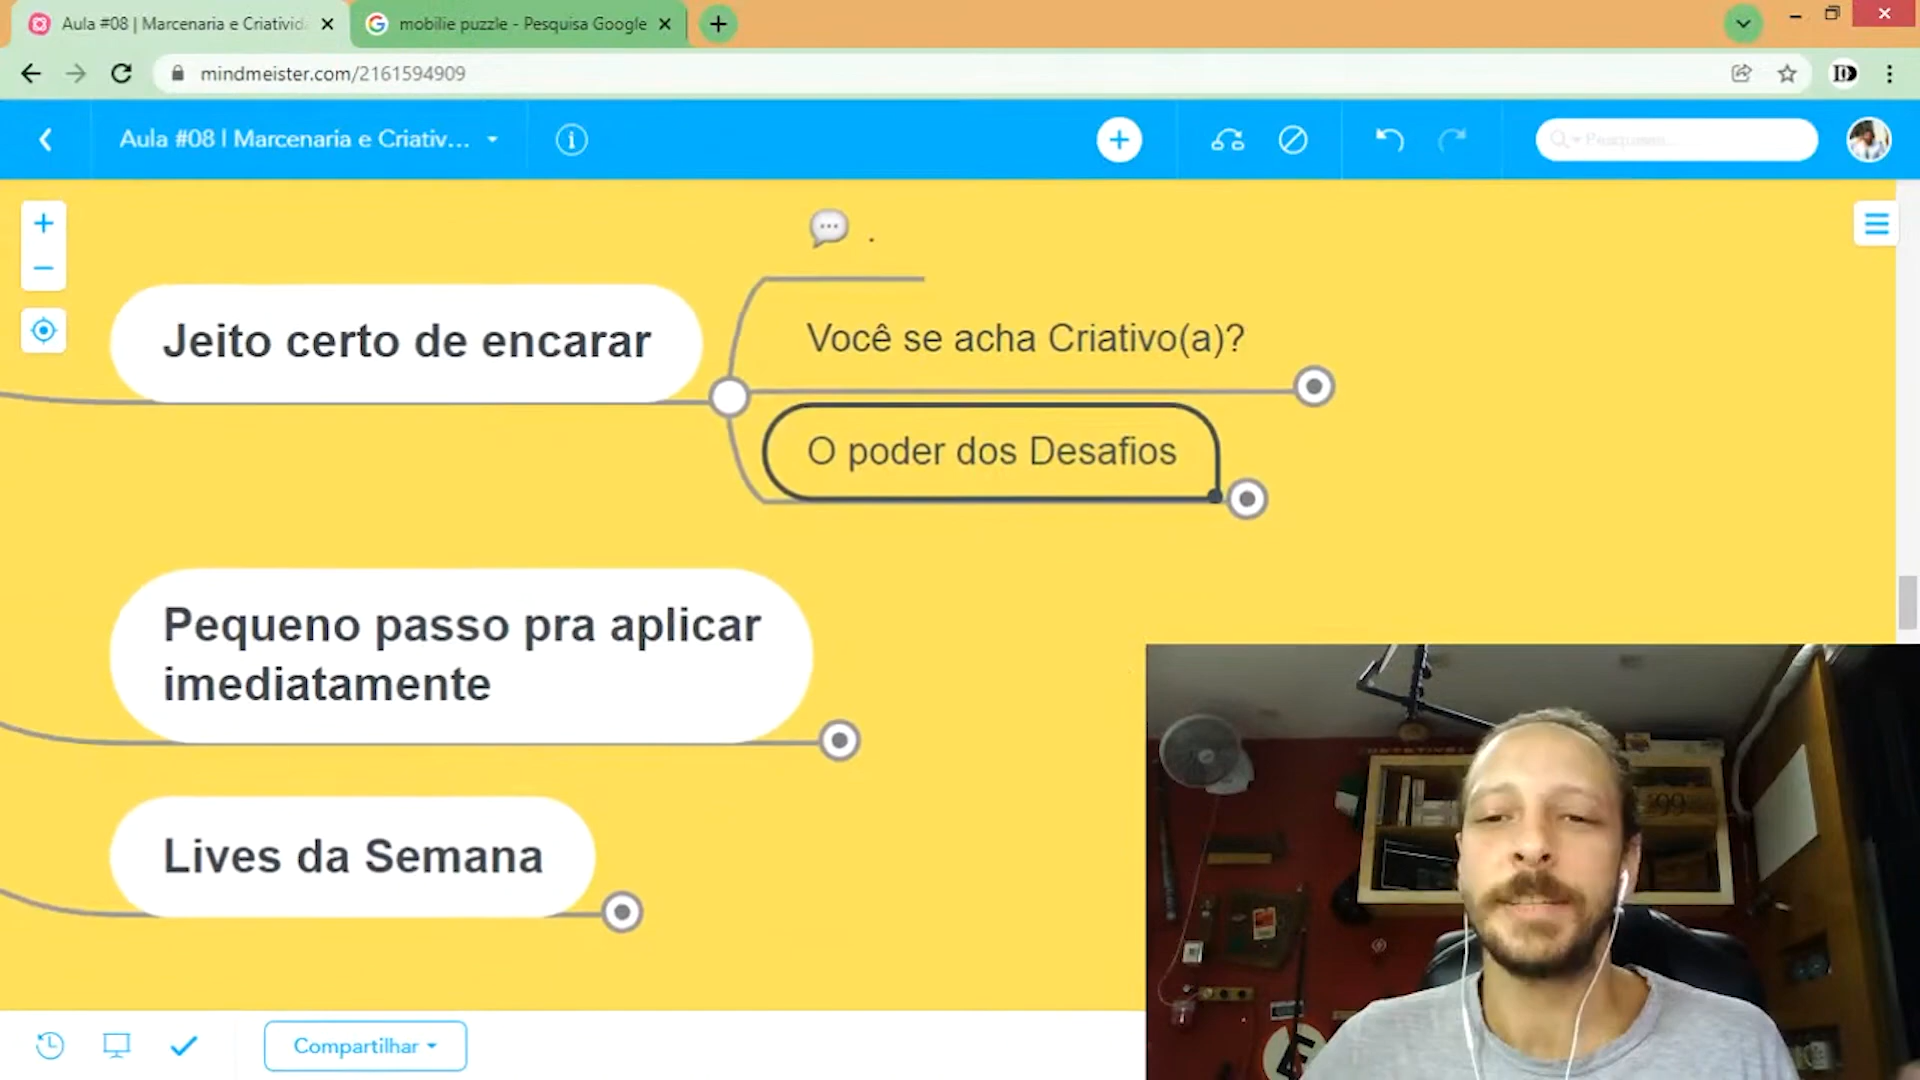 Aula #08 | Marcenaria e Criativid
mobilie puzzle - Pesquisa Google
mindmeister.com/2161594909
Aula #08 | Marcenaria e Criativ...
Pesquisar...
.
Jeito certo de encarar
Você se acha Criativo(a)?
O poder dos Desafios
Pequeno passo pra aplicar
imediatamente
Lives da Semana
Compartilhar